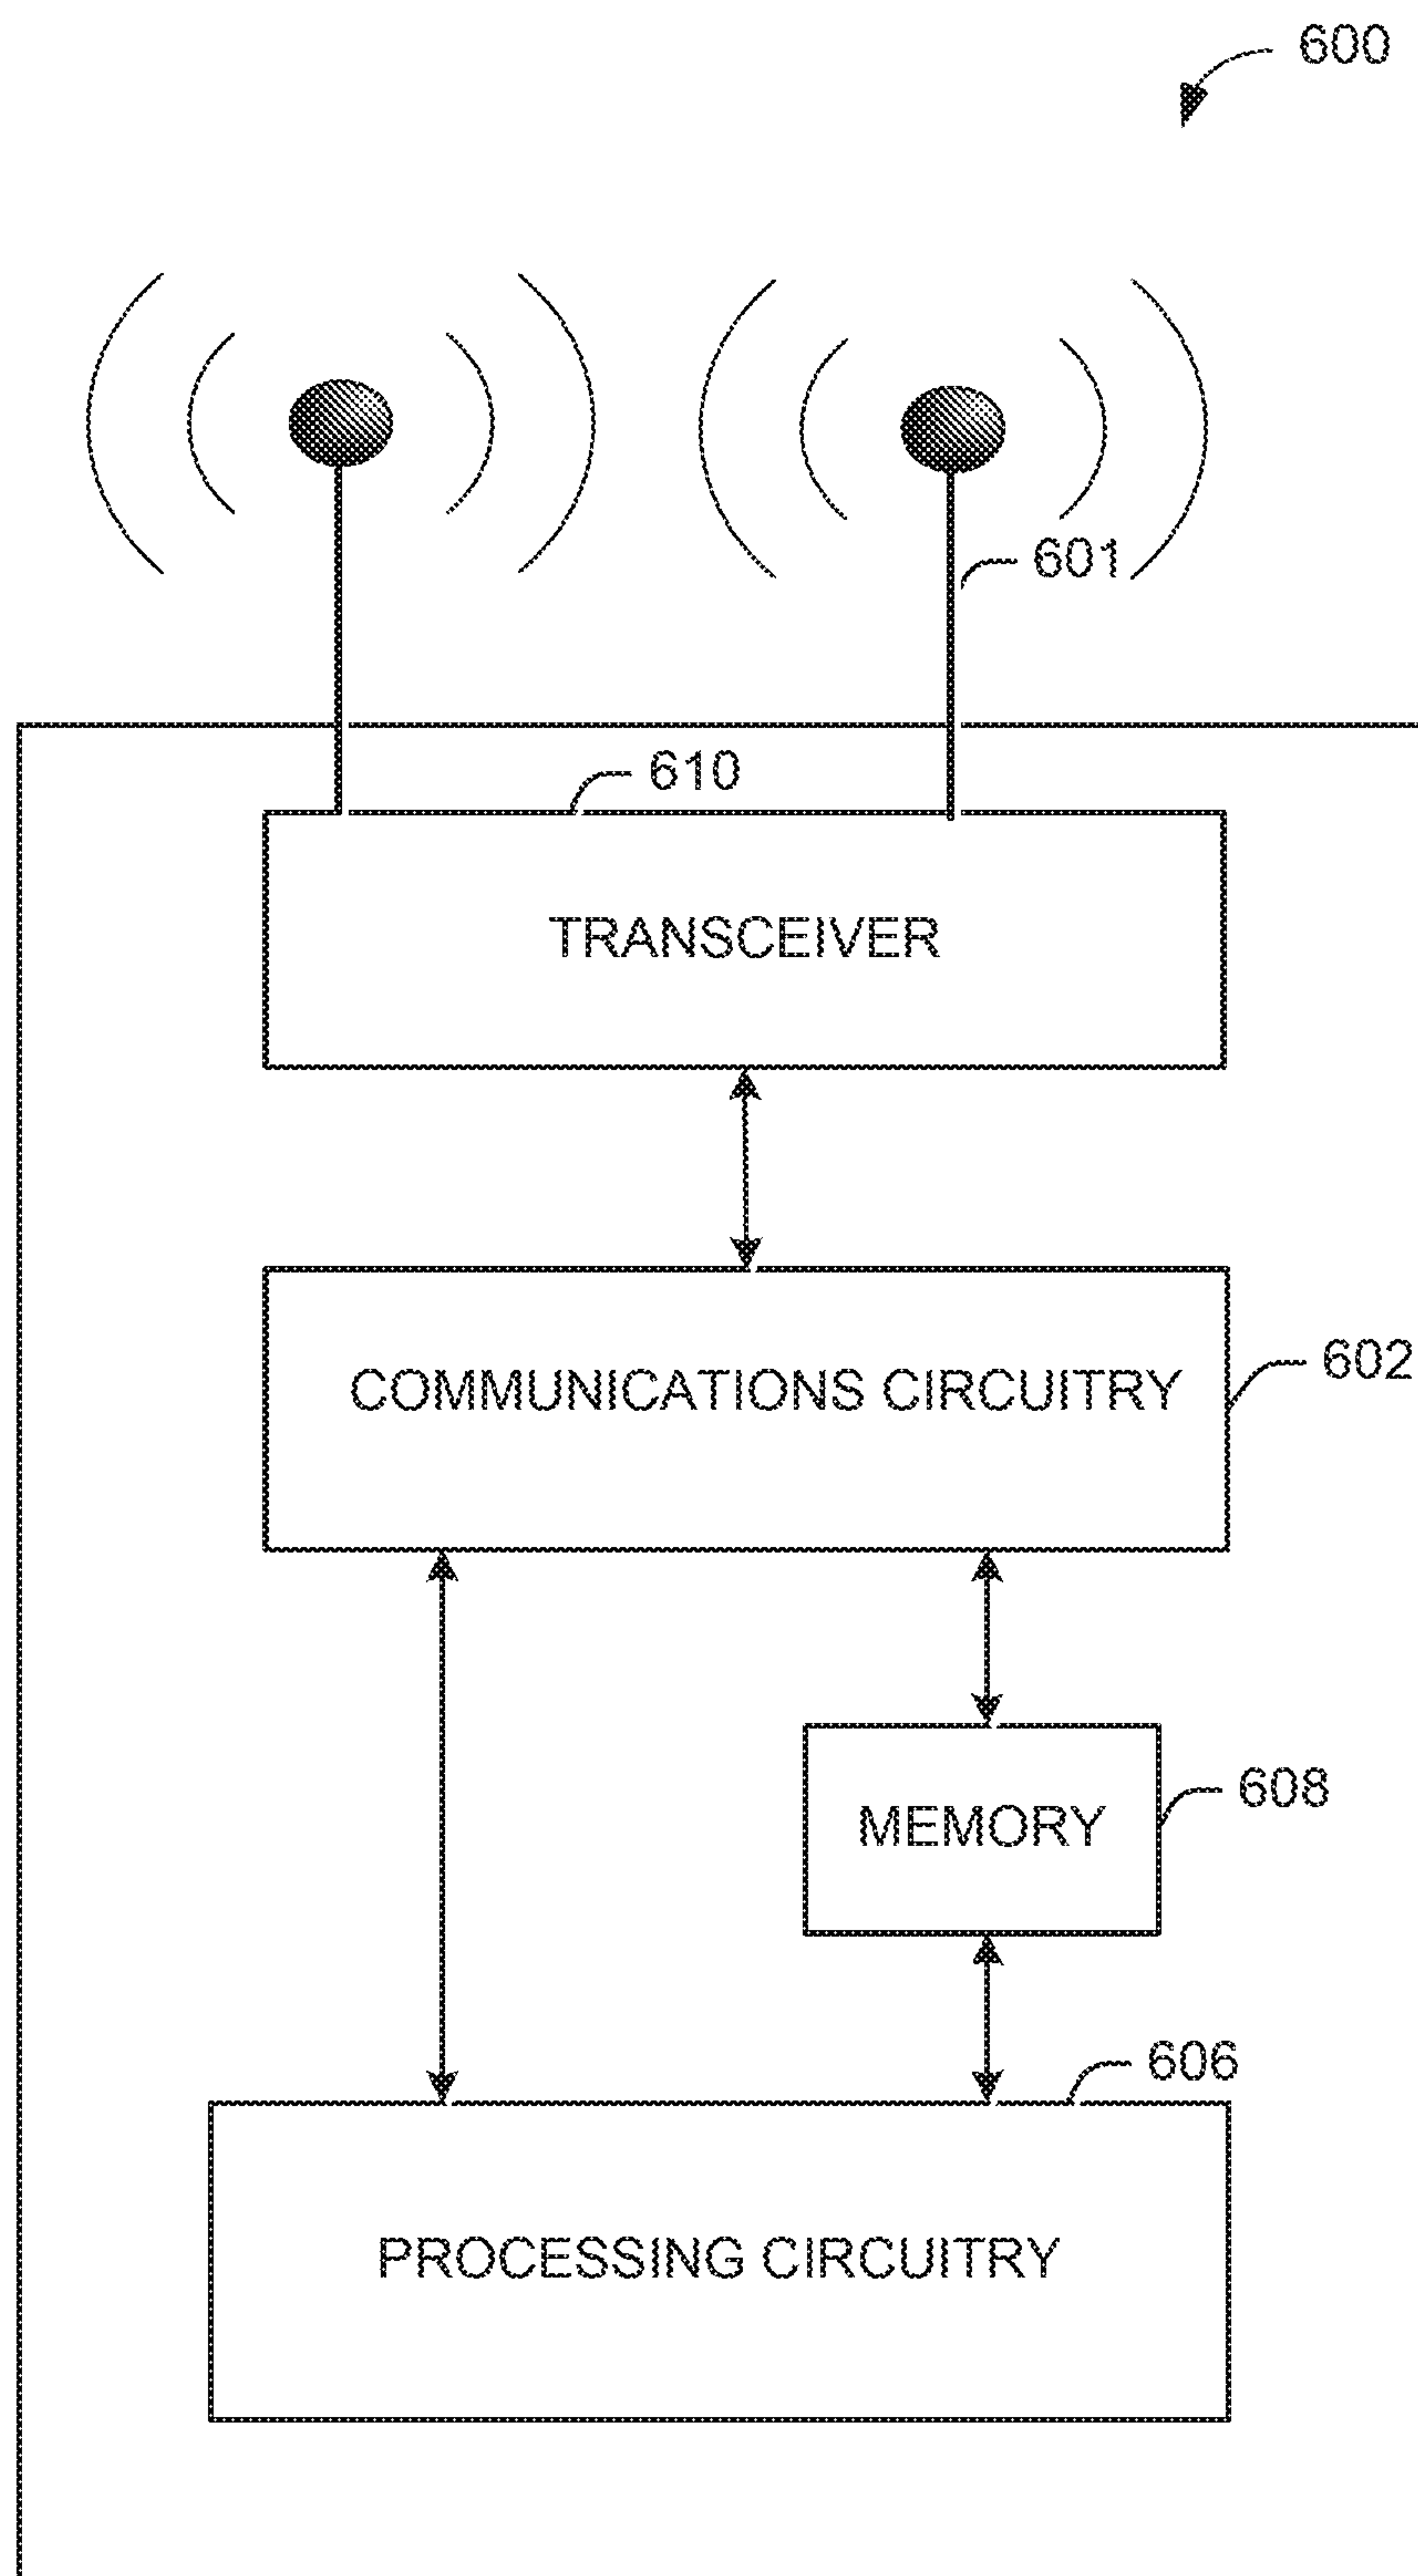 600
601
610
TRANSCEIVER
COMMUNICATIONS CIRCUITRY
602
MEMORY
608
606
PROCESSING CIRCUITRY